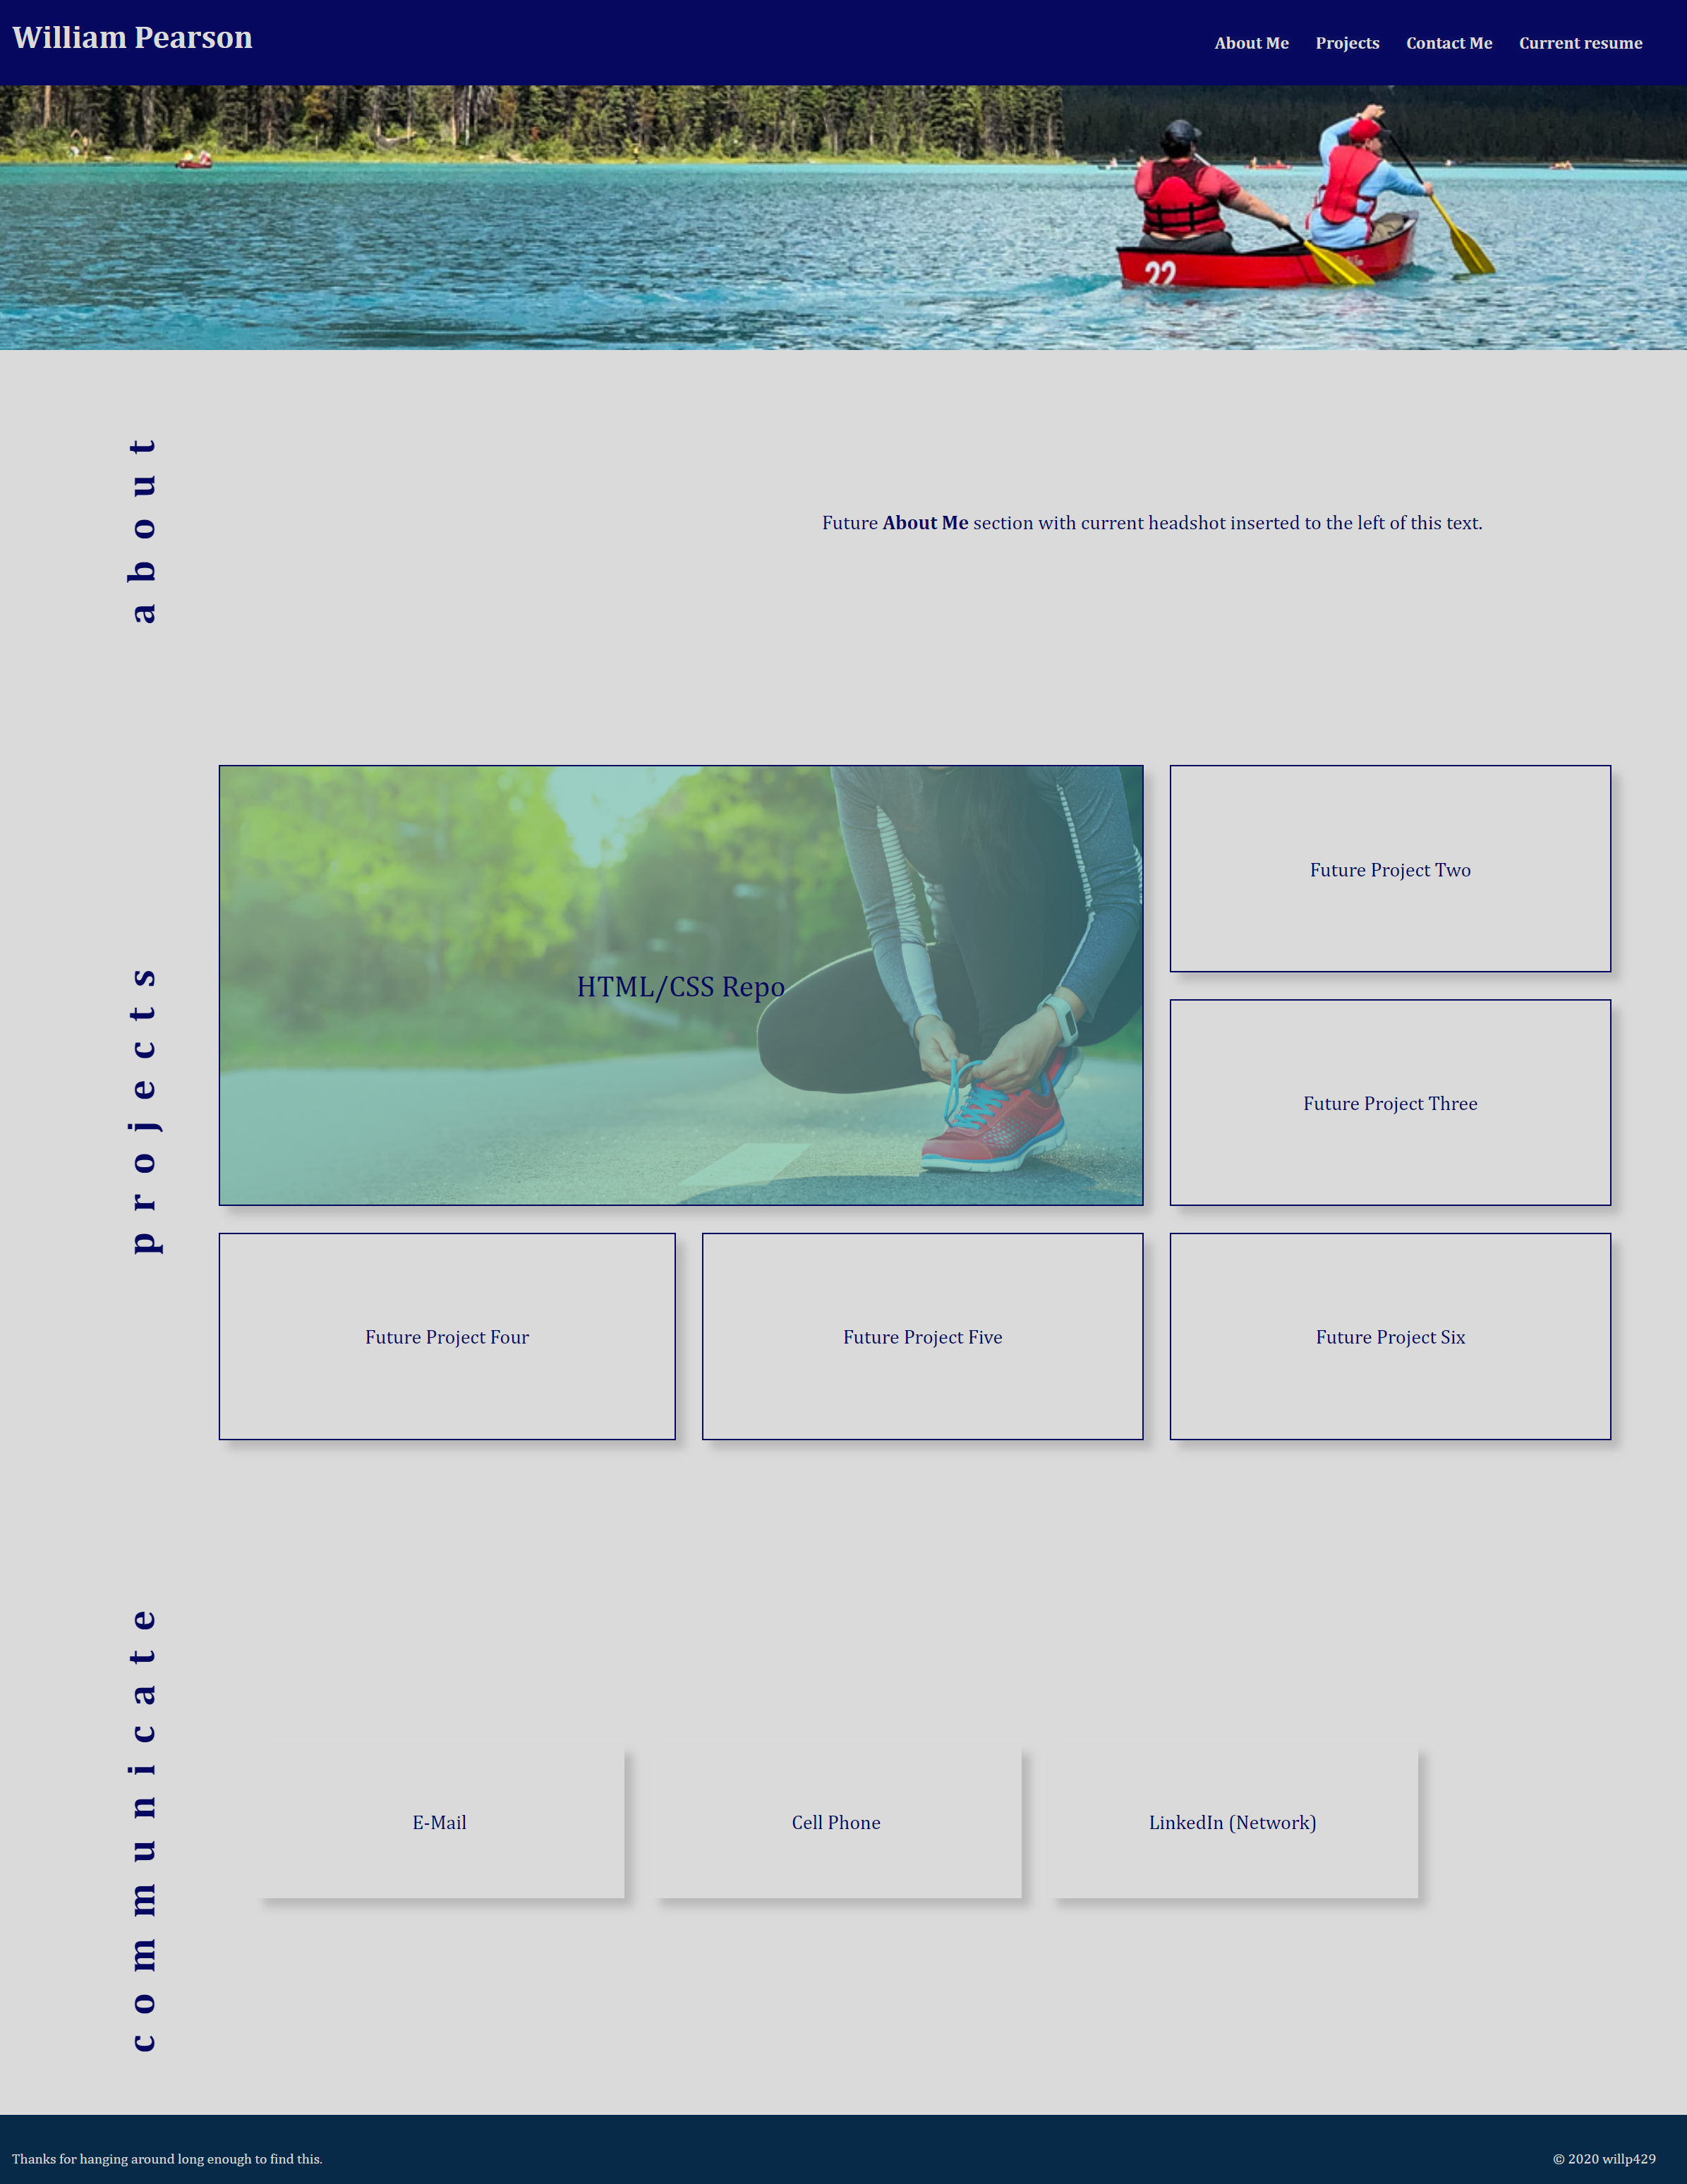 William Pearson
About Me Projects Contact Me Current resume
22
about
Future About Me section with current headshot inserted to the left of this text.
projects
HTML/CSS Repo
Future Project Two
Future Project Three
Future Project Four
Future Project Five
Future Project Six
communicate
E-Mail
Cell Phone
LinkedIn (Network)
Thanks for hanging around long enough to find this.
© 2020 willp429